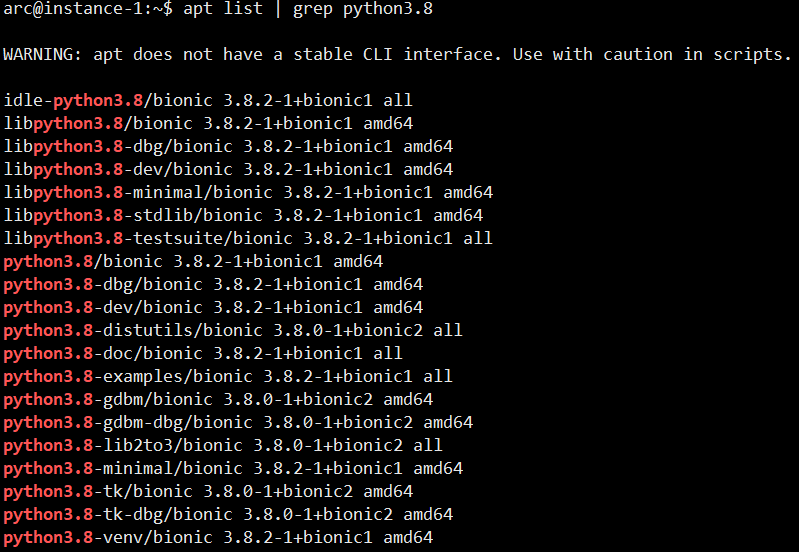 arc@instance-1:~$ apt list | grep python3.8
WARNING: apt does not have a stable CLI interface. Use with caution in scripts.
idle-python3.8/bionic 3.8.2-1+bionic1 all
libpython3.8/bionic 3.8.2-1+bionic1 amd64
libpython3.8-dbg/bionic 3.8.2-1+bionic1 amd64
libpython3.8-dev/bionic 3.8.2-1+bionic1 amd64
libpython3.8-minimal/bionic 3.8.2-1+bionic1 amd64
libpython3.8-stdlib/bionic 3.8.2-1+bionic1 amd64
libpython3.8-testsuite/bionic 3.8.2-1+bionic1 all
python3.8/bionic 3.8.2-1+bionic1 amd64
python3.8-dbg/bionic 3.8.2-1+bionic1 amd64
python3.8-dev/bionic 3.8.2-1+bionic1 amd64
python3.8-distutils/bionic 3.8.0-1+bionic2 all
python3.8-doc/bionic 3.8.2-1+bionic1 all
python3.8-examples/bionic 3.8.2-1+bionic1 all
python3.8-gdbm/bionic 3.8.0-1+bionic2 amd64
python3.8-gdbm-dbg/bionic 3.8.0-1+bionic2 amd64
python3.8-lib2to3/bionic 3.8.0-1+bionic2 all
python3.8-minimal/bionic 3.8.2-1+bionic1 amd64
python3.8-tk/bionic 3.8.0-1+bionic2 amd64
python3.8-tk-dbg/bionic 3.8.0-1+bionic2 amd64
python3.8-venv/bionic 3.8.2-1+bionic1 amd64